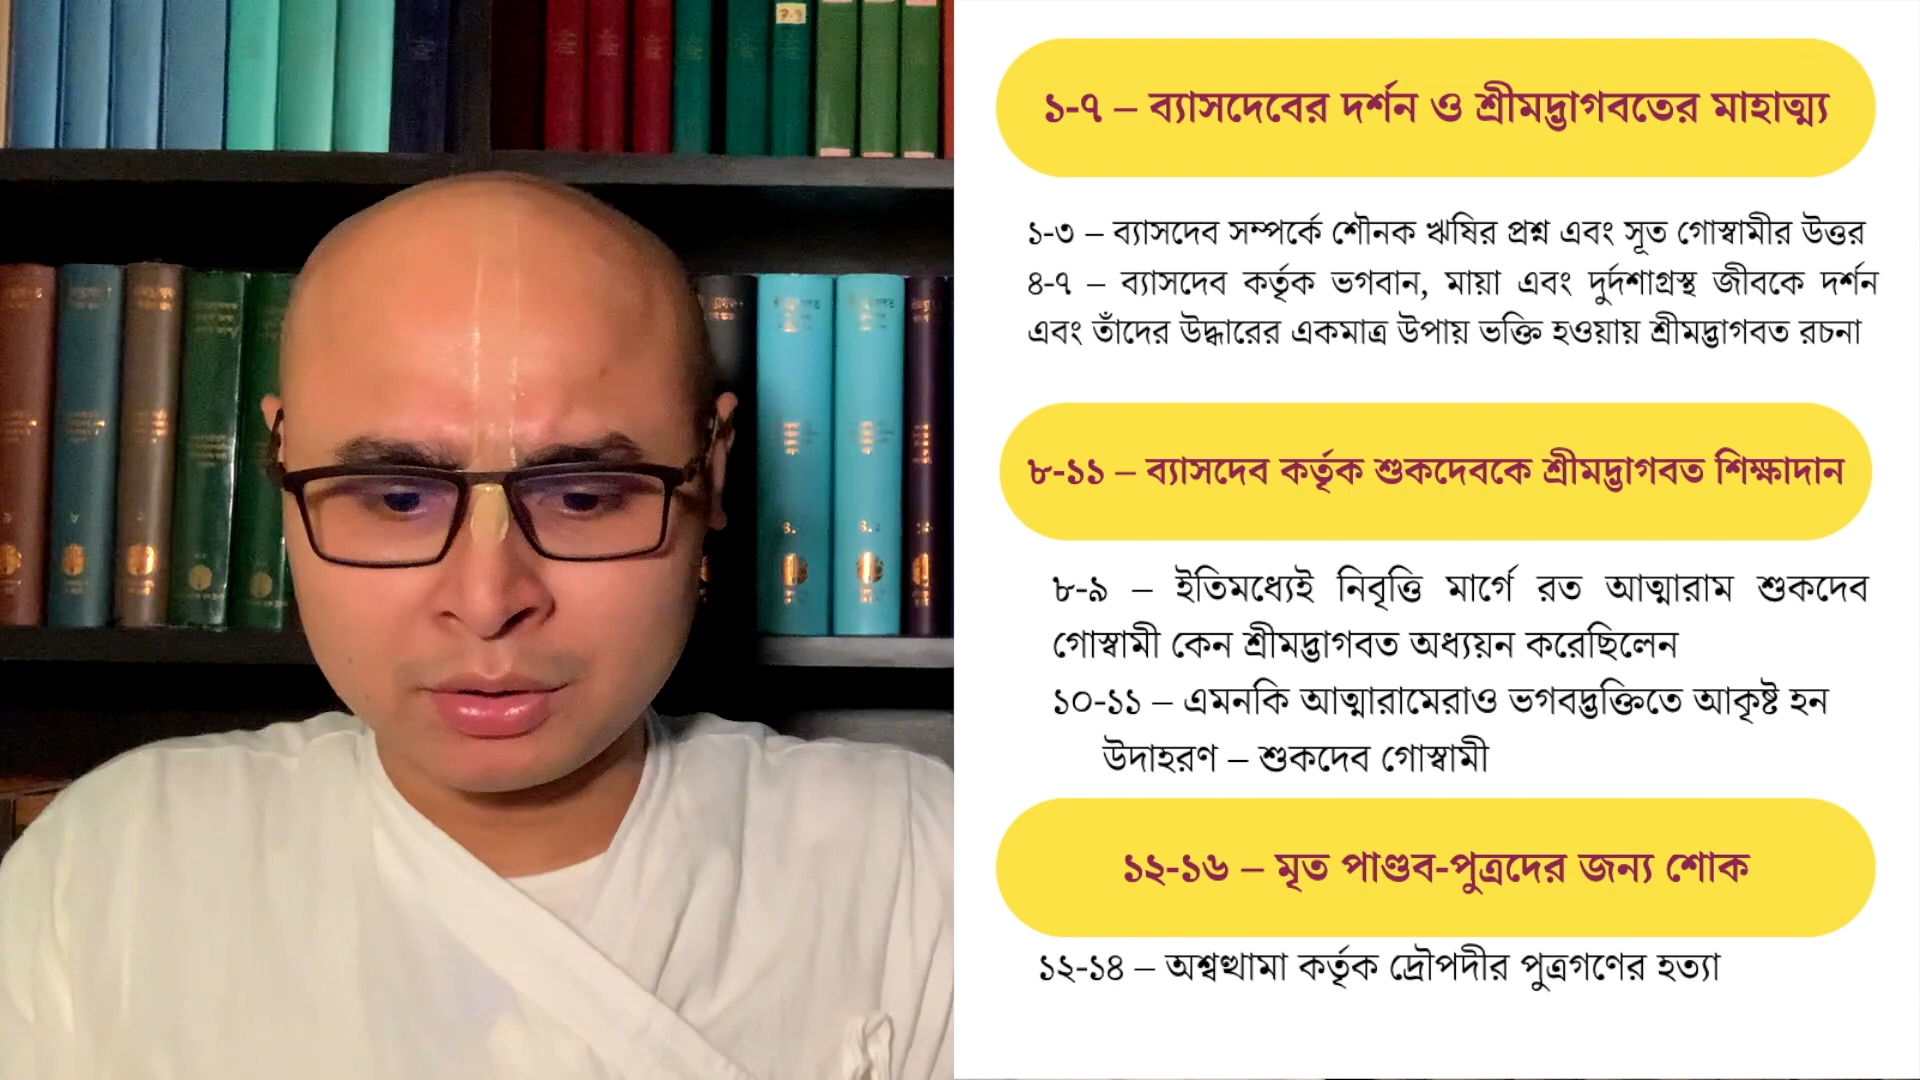 ১-৭ – ব্যাসদেবের দর্শন ও শ্রীমদ্ভাগবতের মাহাত্ম্য
১-৩ – ব্যাসদেব সম্পর্কে শৌনক ঋষির প্রশ্ন এবং সূত গোস্বামীর উত্তর
৪-৭ – ব্যাসদেব কর্তৃক ভগবান, মায়া এবং দুর্দশাগ্রস্থ জীবকে দর্শন
এবং তাঁদের উদ্ধারের একমাত্র উপায় ভক্তি হওয়ায় শ্রীমদ্ভাগবত রচনা
৮-১১ – ব্যাসদেব কর্তৃক শুকদেবকে শ্রীমদ্ভাগবত শিক্ষাদান
৮-৯ – ইতিমধ্যেই নিবৃত্তি মার্গে রত আত্মারাম শুকদেব
গোস্বামী কেন শ্রীমদ্ভাগবত অধ্যয়ন করেছিলেন
১০-১১ – এমনকি আত্মারামেরাও ভগবদ্ভক্তিতে আকৃষ্ট হন
উদাহরণ – শুকদেব গোস্বামী
১২-১৬ – মৃত পাণ্ডব-পুত্রদের জন্য শোক
১২-১৪ – অশ্বত্থামা কর্তৃক দ্রৌপদীর পুত্রগণের হত্যা